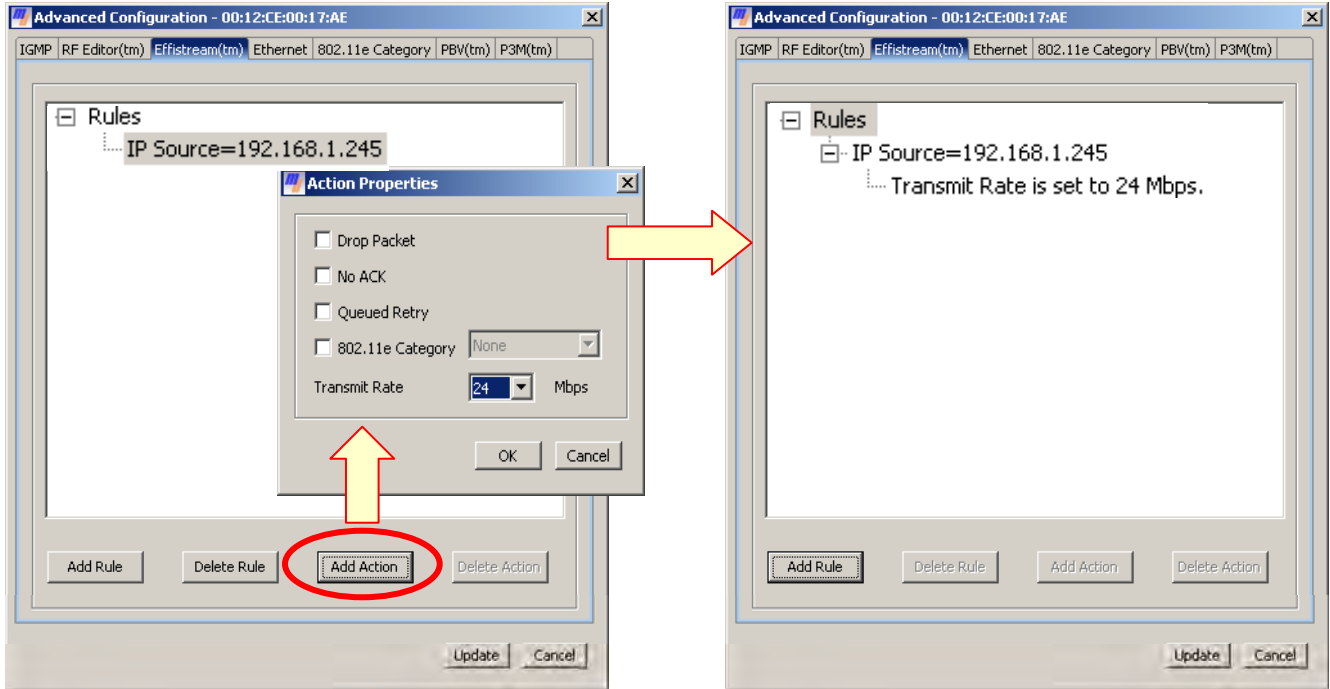 Advanced Configuration - 00:12:CE:00:17:AE
IGMP RF Editor(tm) Effistream(tm) Ethernet 802.11e Category PBV(tm) P3M(tm)
Rules
IP Source=192.168.1.245
Action Properties
Drop Packet
No ACK
Queued Retry
802.11e Category None
Transmit Rate 24 Mbps
OK Cancel
Add Rule Delete Rule Add Action Delete Action
Update Cancel
Advanced Configuration - 00:12:CE:00:17:AE
IGMP RF Editor(tm) Effistream(tm) Ethernet 802.11e Category PBV(tm) P3M(tm)
Rules
IP Source=192.168.1.245
Transmit Rate is set to 24 Mbps.
Add Rule Delete Rule Add Action Delete Action
Update Cancel